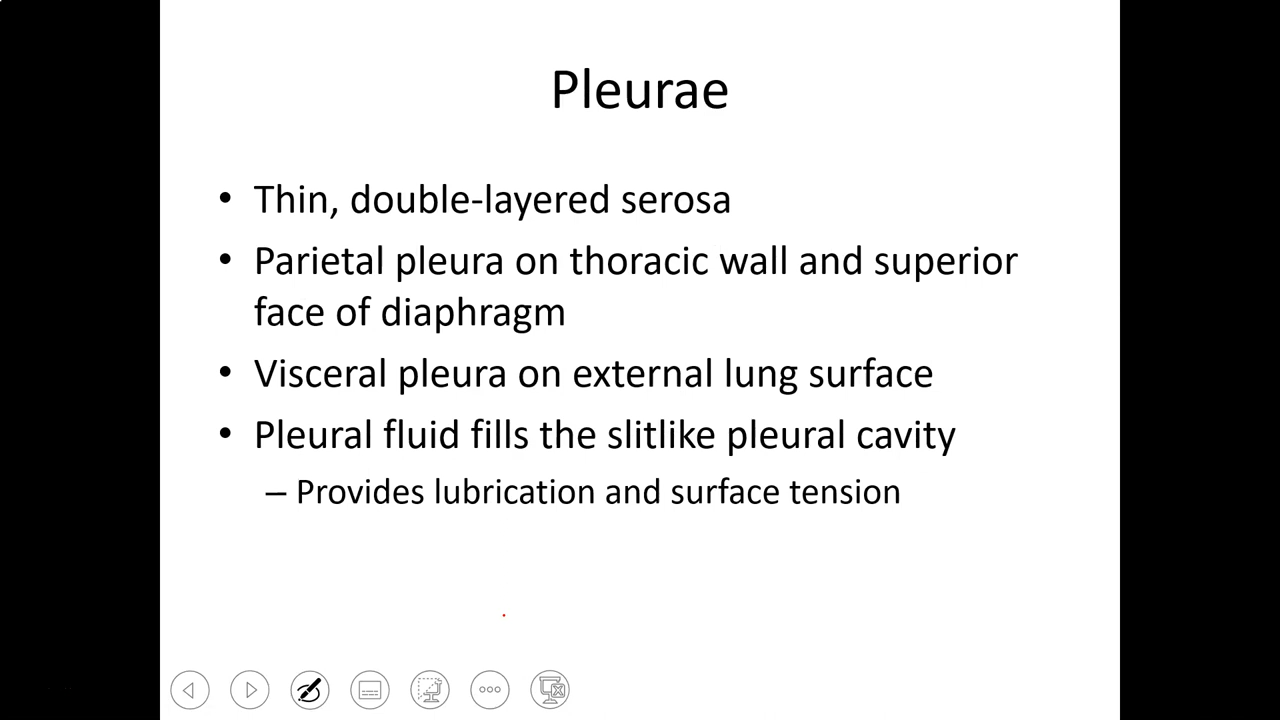 Pleurae
• Thin, double-layered serosa
• Parietal pleura on thoracic wall and superior
face of diaphragm
• Visceral pleura on external lung surface
• Pleural fluid fills the slitlike pleural cavity
– Provides lubrication and surface tension